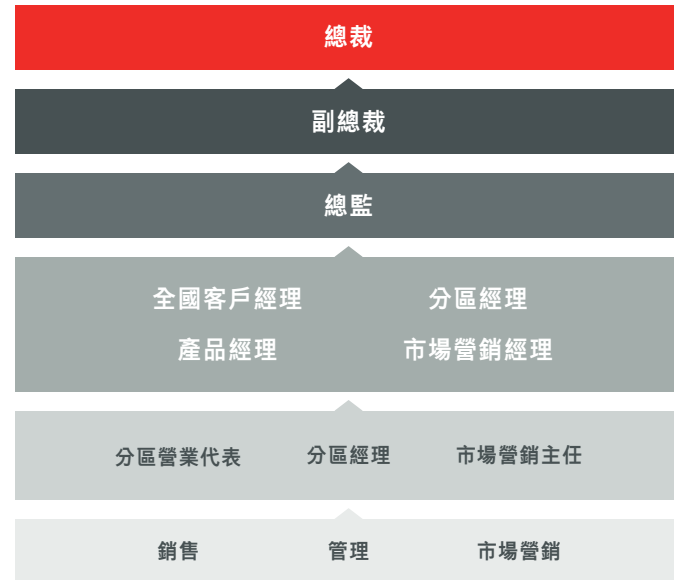 總裁
副總裁
總監
全國客戶經理 分區經理
產品經理 市場營銷經理
分區營業代表 分區經理 市場營銷主任
銷售 管理 市場營銷